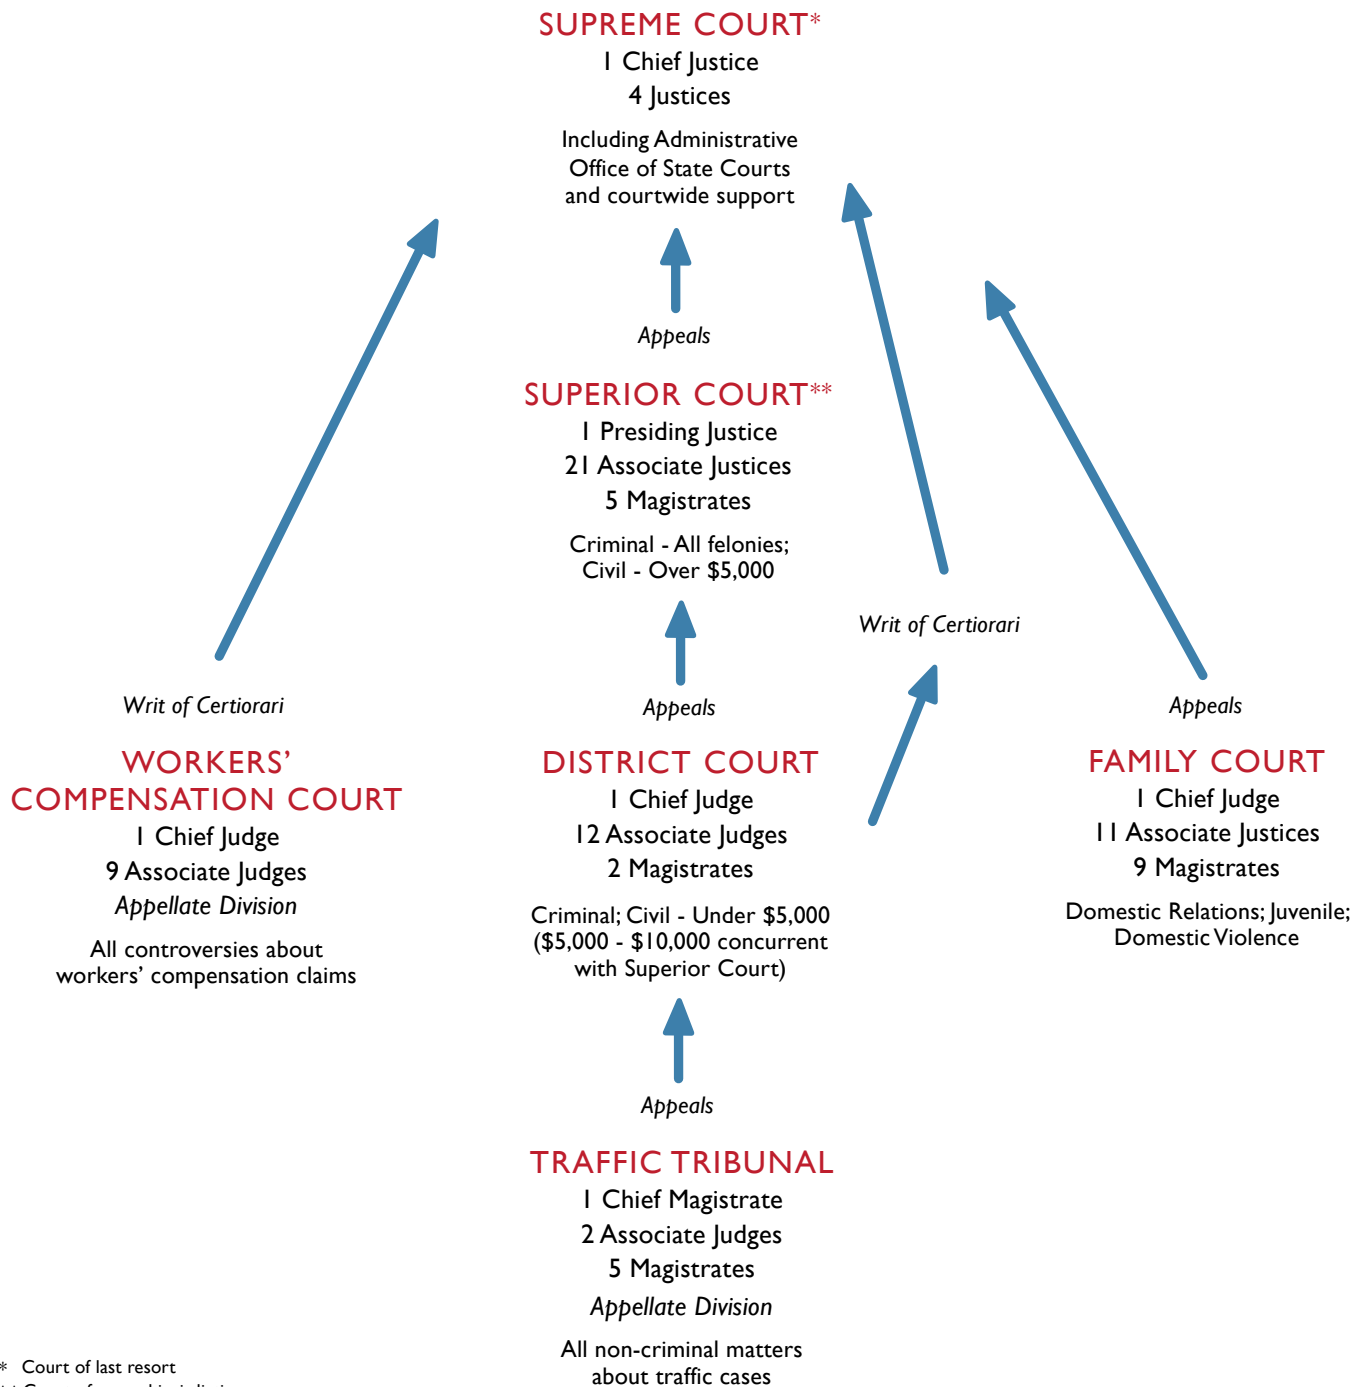 SUPREME COURT*
1 Chief Justice
4 Justices
Including Administrative
Office of State Courts
and courtwide support
Appeals
SUPERIOR COURT**
1 Presiding Justice
21 Associate Justices
5 Magistrates
Criminal - All felonies;
Civil - Over $5,000
Writ of Certiorari
Writ of Certiorari
WORKERS’
COMPENSATION COURT
1 Chief Judge
9 Associate Judges
Appellate Division
All controversies about
workers’ compensation claims
Appeals
DISTRICT COURT
1 Chief Judge
12 Associate Judges
2 Magistrates
Criminal; Civil - Under $5,000
($5,000 - $10,000 concurrent
with Superior Court)
Appeals
FAMILY COURT
1 Chief Judge
11 Associate Justices
9 Magistrates
Domestic Relations; Juvenile;
Domestic Violence
Appeals
TRAFFIC TRIBUNAL
1 Chief Magistrate
2 Associate Judges
5 Magistrates
Appellate Division
All non-criminal matters
about traffic cases
* Court of last resort